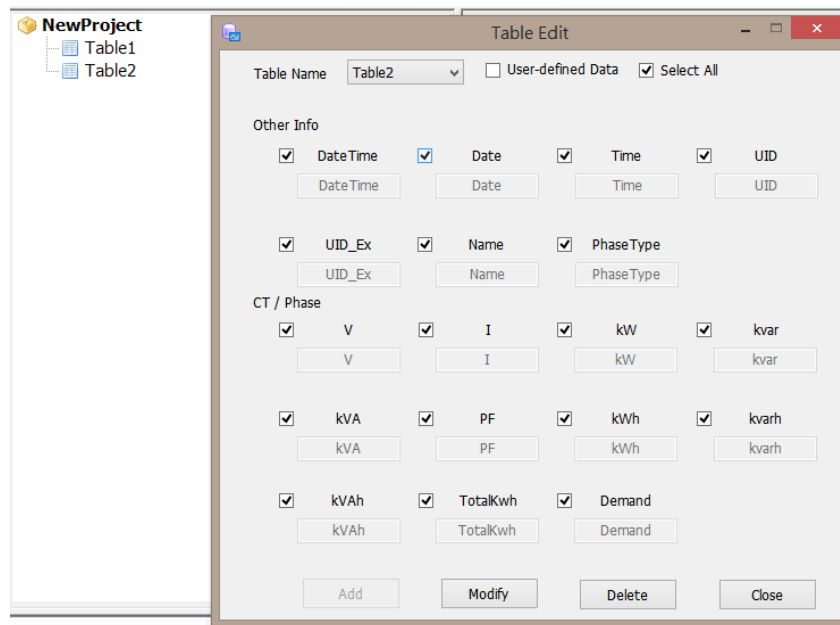 NewProject
Table1
Table2
Table Edit
Table Name Table2 User-defined Data Select All
Other Info
DateTime Date Time UID
DateTime Date Time UID
UID_Ex Name PhaseType
UID_Ex Name PhaseType
CT / Phase
V I kW kvar
V I kW kvar
kVA PF kWh kvarh
kVA PF kWh kvarh
kVAh TotalKwh Demand
kVAh TotalKwh Demand
Add Modify Delete Close